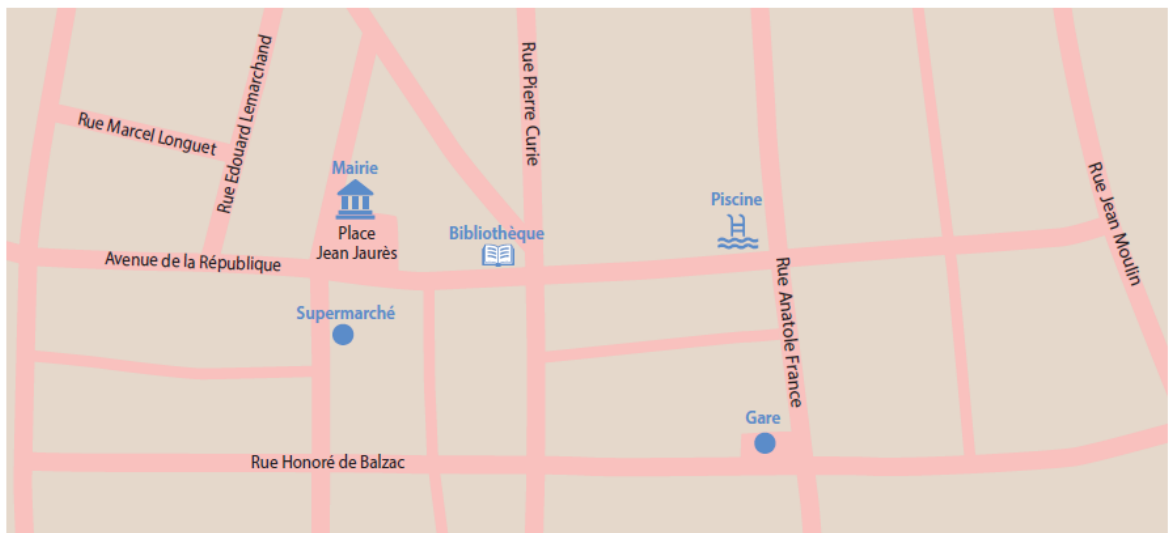 Rue Marcel Longuet
Rue Edouard Lemarchand
Rue Pierre Curie
Mairie
Place
Jean Jaurès
Bibliothèque
Piscine
Rue Jean Moulin
Avenue de la République
Supermarché
Rue Anatole France
Gare
Rue Honoré de Balzac